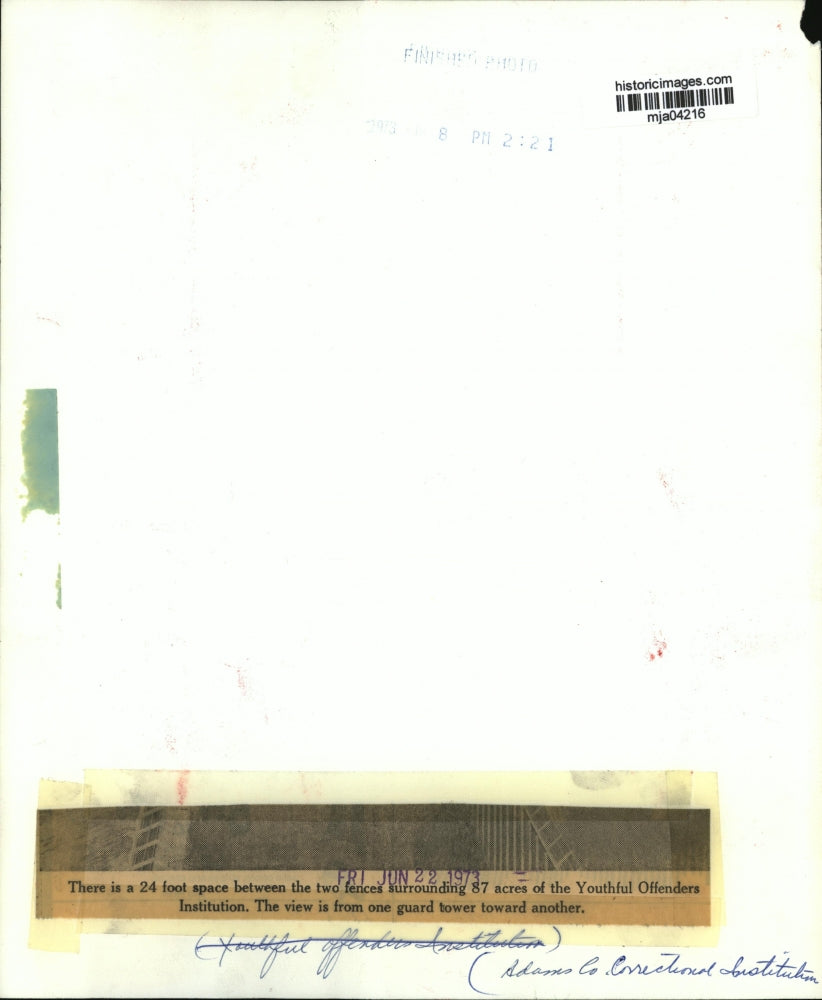 FINISHED PHOTO
historicimages.com
mja04216
8 PM 2:21
FRI JUN 22 1973
There is a 24 foot space between the two fences surrounding 87 acres of the Youthful Offenders
Institution. The view is from one guard tower toward another.
(Youthful Offenders Institution)
(Adams Co. Correctional Institution